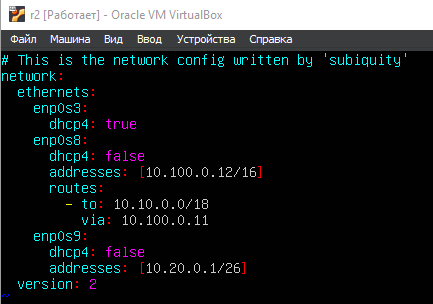 r2 [Работает] - Oracle VM VirtualBox
Файл Машина Вид Ввод Устройства Справка
# This is the network config written by 'subiquity'
network:
  ethernets:
    enp0s3:
      dhcp4: true
    enp0s8:
      dhcp4: false
      addresses: [10.100.0.12/16]
      routes:
        - to: 10.10.0.0/18
          via: 10.100.0.11
    enp0s9:
      dhcp4: false
      addresses: [10.20.0.1/26]
  version: 2
~